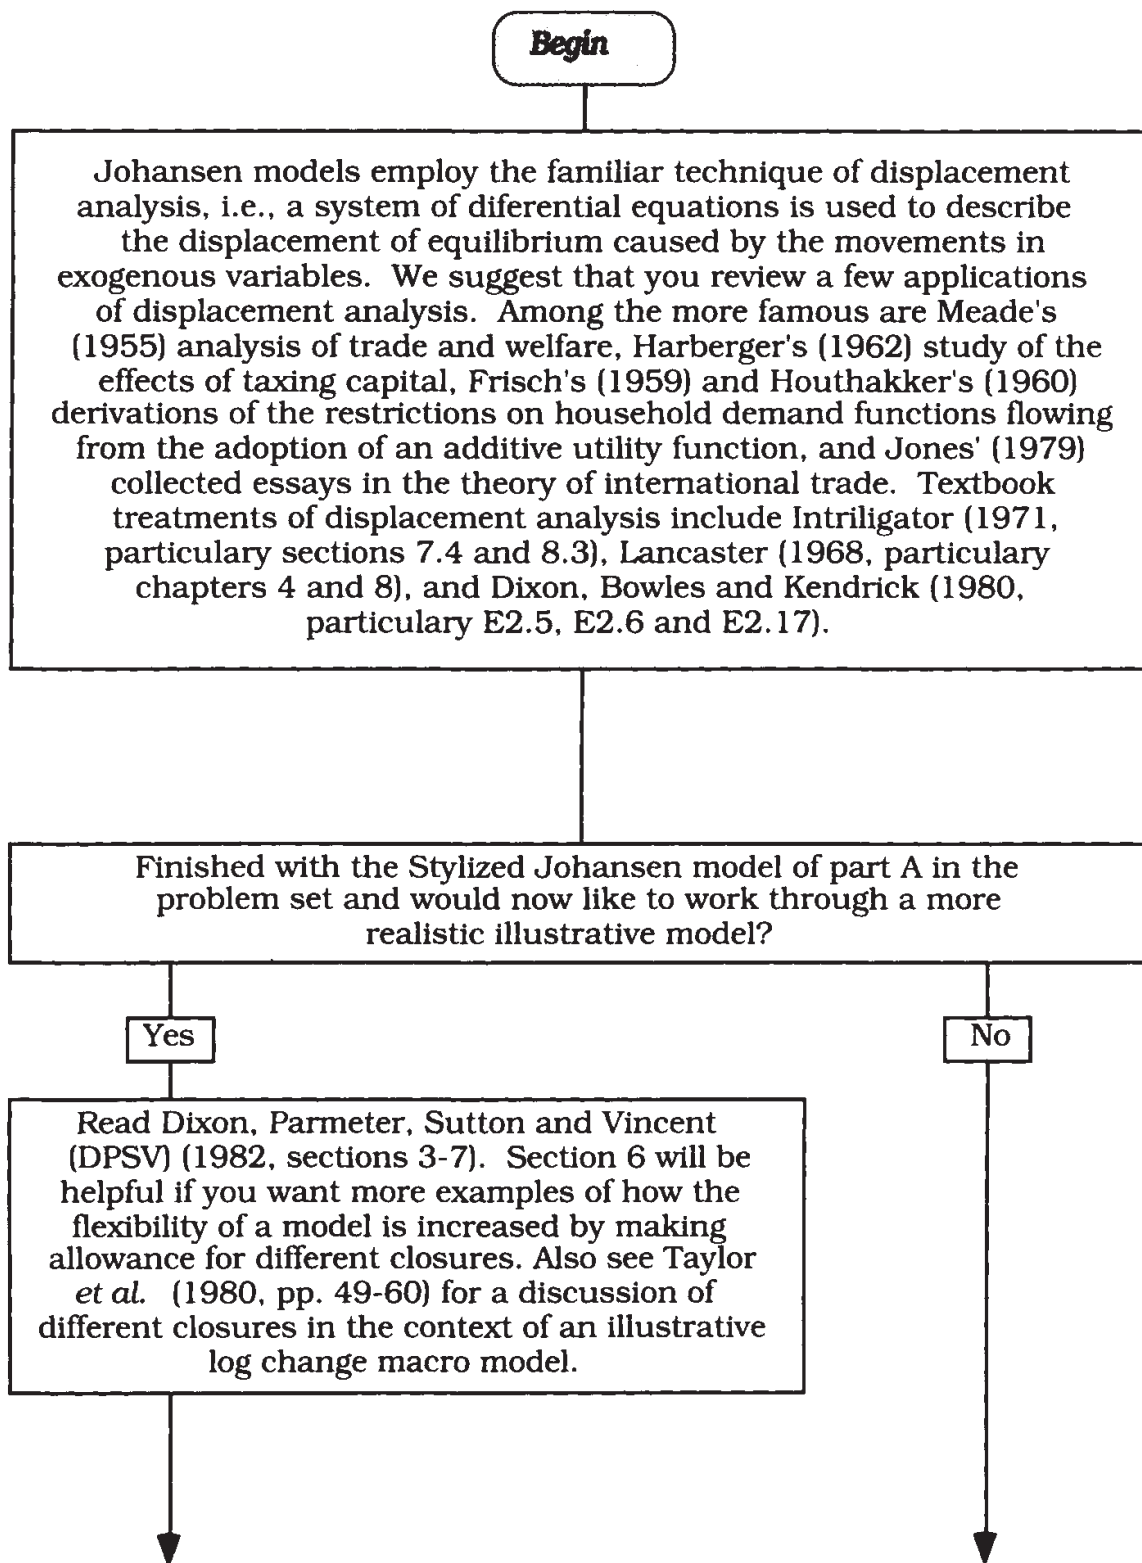 Begin
Johansen models employ the familiar technique of displacement
analysis, i.e., a system of diferential equations is used to describe
the displacement of equilibrium caused by the movements in
exogenous variables. We suggest that you review a few applications
of displacement analysis. Among the more famous are Meade's
(1955) analysis of trade and welfare, Harberger's (1962) study of the
effects of taxing capital, Frisch's (1959) and Houthakker's (1960)
derivations of the restrictions on household demand functions flowing
from the adoption of an additive utility function, and Jones' (1979)
collected essays in the theory of international trade. Textbook
treatments of displacement analysis include Intriligator (1971,
particulary sections 7.4 and 8.3), Lancaster (1968, particulary
chapters 4 and 8), and Dixon, Bowles and Kendrick (1980,
particulary E2.5, E2.6 and E2.17).
Finished with the Stylized Johansen model of part A in the
problem set and would now like to work through a more
realistic illustrative model?
Yes
No
Read Dixon, Parmeter, Sutton and Vincent
(DPSV) (1982, sections 3-7). Section 6 will be
helpful if you want more examples of how the
flexibility of a model is increased by making
allowance for different closures. Also see Taylor
et al. (1980, pp. 49-60) for a discussion of
different closures in the context of an illustrative
log change macro model.